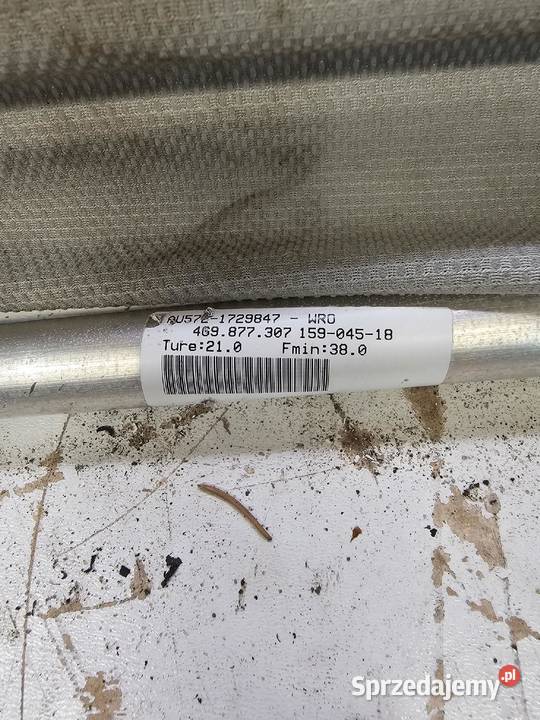 1729847 - WRO
4G9.877.307 159-045-18
Ture:21.0 Fmin:38.0
Sprzedajemy.pl